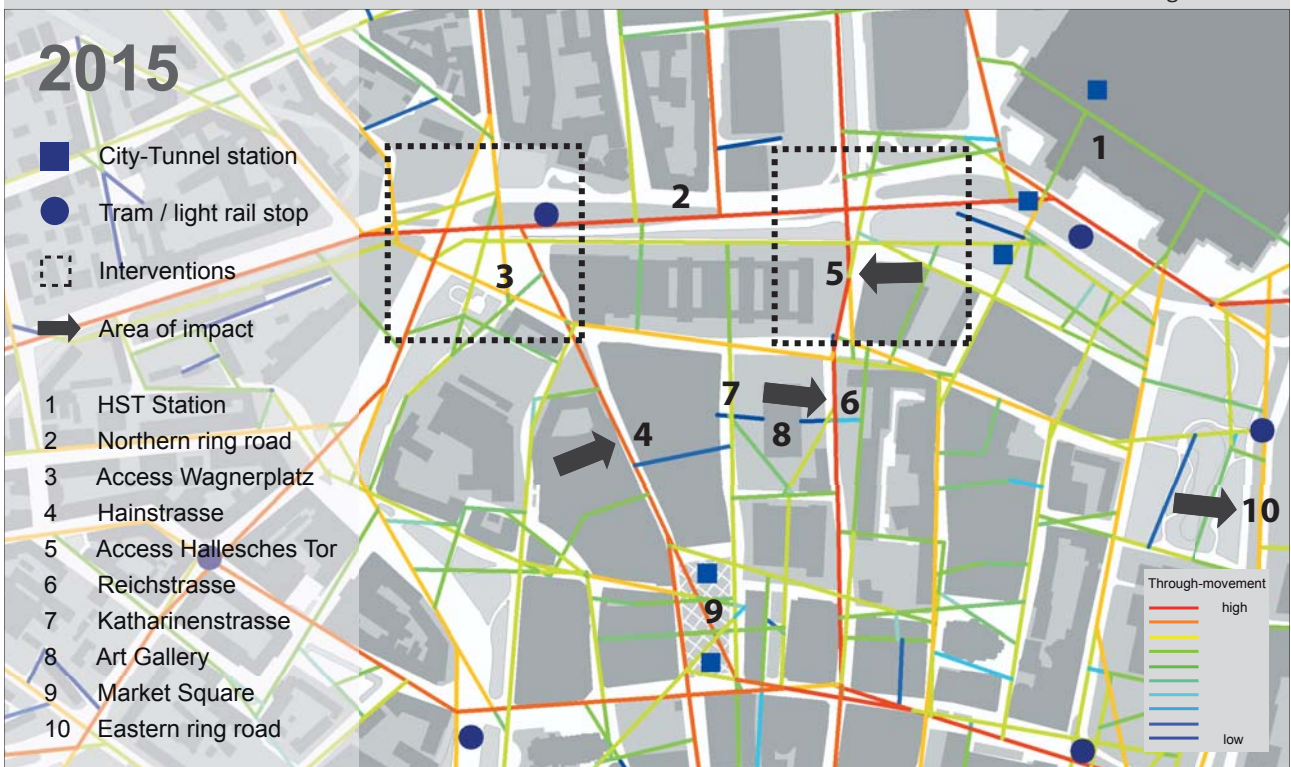 2015
City-Tunnel station
Tram / light rail stop
Interventions
Area of impact
1 HST Station
2 Northern ring road
3 Access Wagnerplatz
4 Hainstrasse
5 Access Hallesches Tor
6 Reichstrasse
7 Katharinenstrasse
8 Art Gallery
9 Market Square
10 Eastern ring road
1
2
3
5
7
6
4
8
10
9
Through-movement
high
low